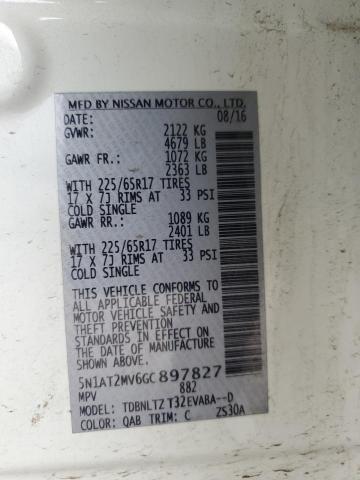 MFD BY NISSAN MOTOR CO., LTD.
DATE: 08/16
GVWR: 2122 KG
4679 LB
GAWR FR.: 1072 KG
2363 LB
WITH 225/65R17 TIRES
17 X 7J RIMS AT 33 PSI
COLD SINGLE
GAWR RR.: 1089 KG
2401 LB
WITH 225/65R17 TIRES
17 X 7J RIMS AT 33 PSI
COLD SINGLE
THIS VEHICLE CONFORMS TO
ALL APPLICABLE FEDERAL
MOTOR VEHICLE SAFETY AND
THEFT PREVENTION
STANDARDS IN EFFECT ON
THE DATE OF MANUFACTURE
SHOWN ABOVE.
5N1AT2MV6GC897827
MPV 882
MODEL: TDBNLTZ T32EVABA--D
COLOR: QAB TRIM: C ZS30A